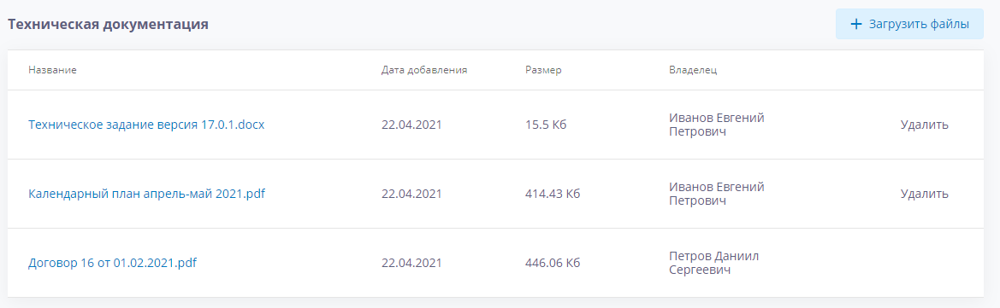 Техническая документация
+ Загрузить файлы
Название Дата добавления Размер Владелец
Техническое задание версия 17.0.1.docx 22.04.2021 15.5 Кб Иванов Евгений Петрович Удалить
Календарный план апрель-май 2021.pdf 22.04.2021 414.43 Кб Иванов Евгений Петрович Удалить
Договор 16 от 01.02.2021.pdf 22.04.2021 446.06 Кб Петров Даниил Сергеевич